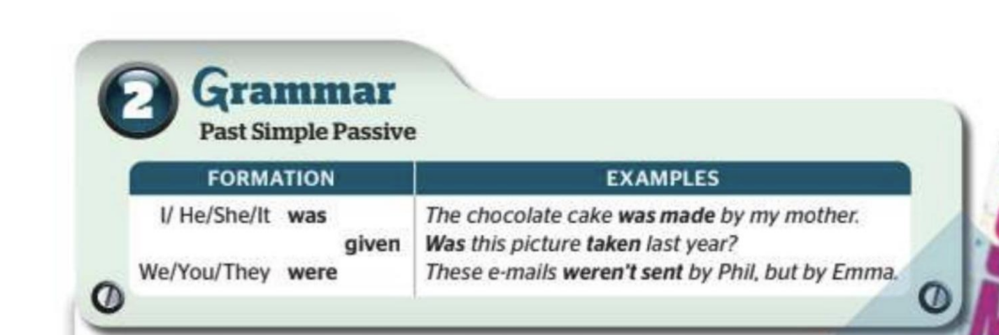 2 Grammar
Past Simple Passive
FORMATION EXAMPLES
I/ He/She/It was The chocolate cake was made by my mother.
given Was this picture taken last year?
We/You/They were These e-mails weren't sent by Phil, but by Emma.